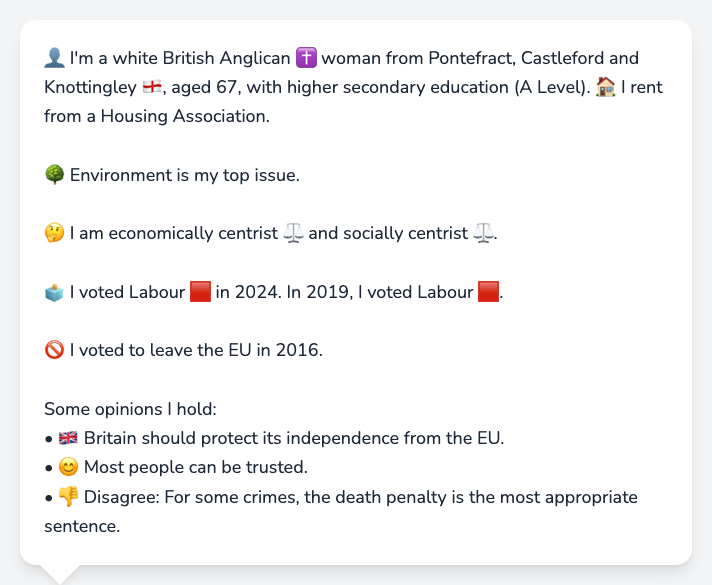 👤 I'm a white British Anglican ✝️ woman from Pontefract, Castleford and
Knottingley 🏴󠁧󠁢󠁥󠁮󠁧󠁿, aged 67, with higher secondary education (A Level). 🏠 I rent
from a Housing Association.
🌳 Environment is my top issue.
🤔 I am economically centrist ⚖️ and socially centrist ⚖️.
🗳️ I voted Labour 🟥 in 2024. In 2019, I voted Labour 🟥.
🚫 I voted to leave the EU in 2016.
Some opinions I hold:
• 🇬🇧 Britain should protect its independence from the EU.
• 😊 Most people can be trusted.
• 👎 Disagree: For some crimes, the death penalty is the most appropriate
sentence.